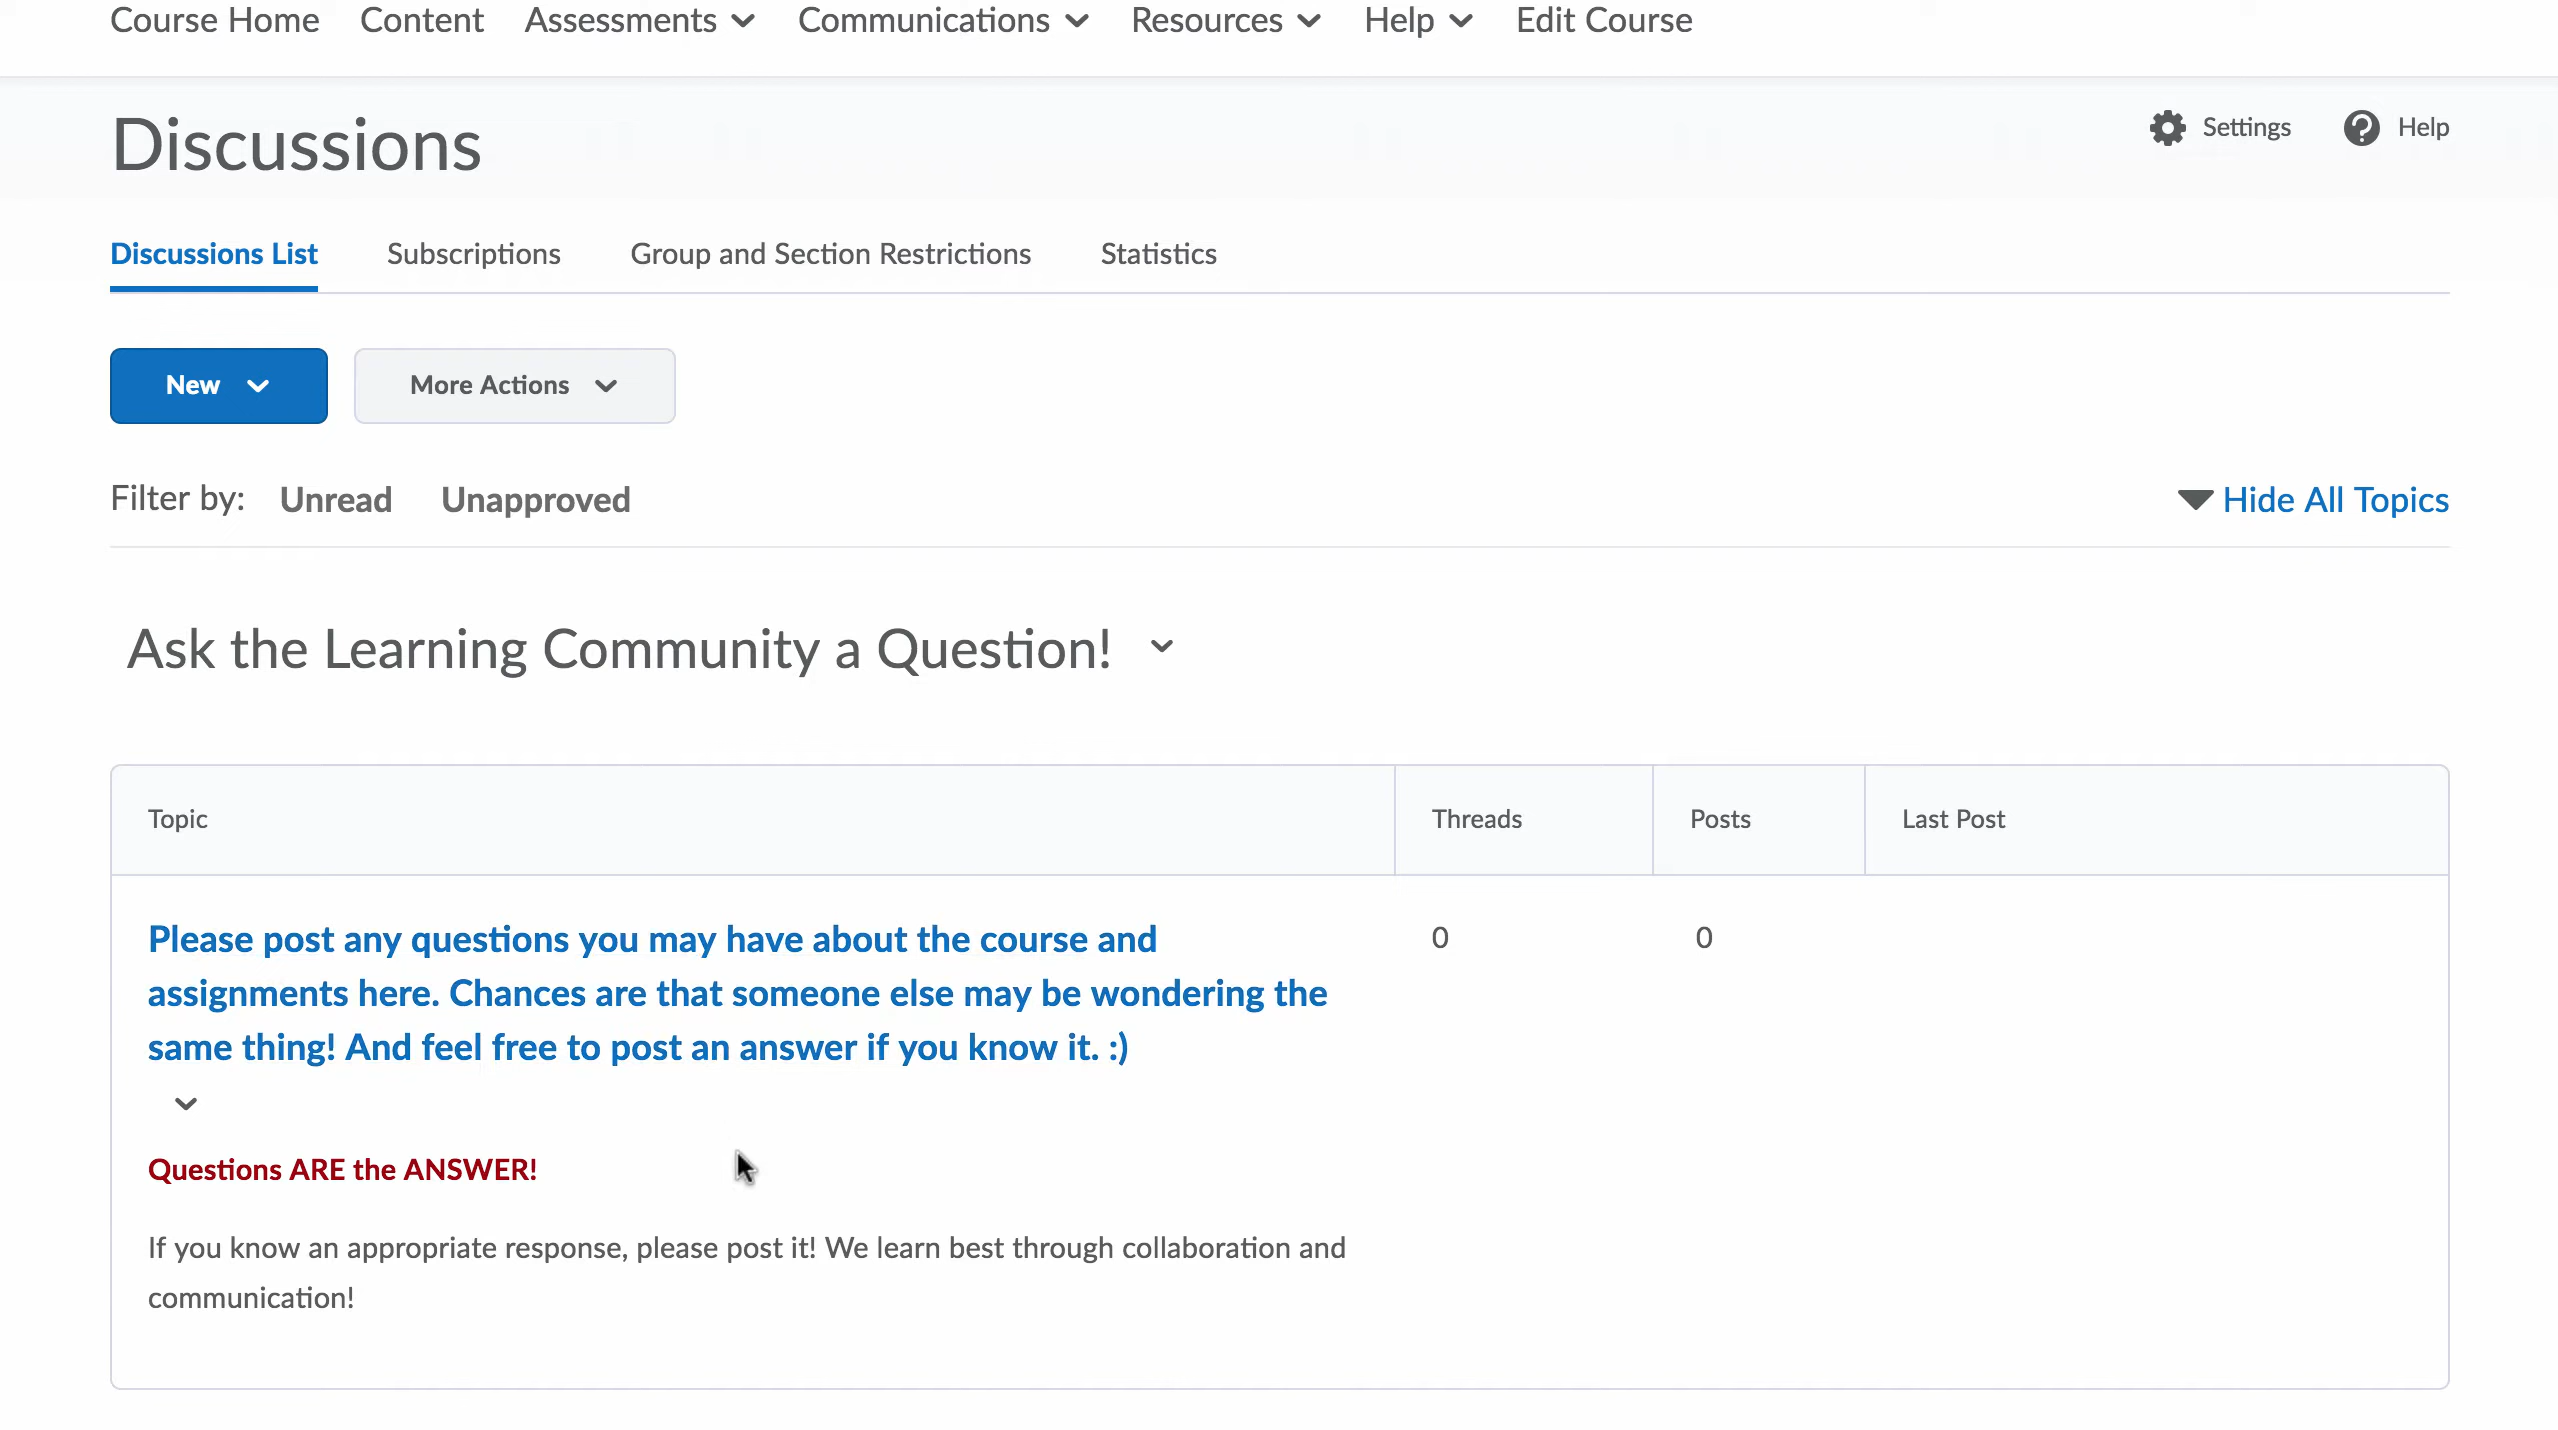 Course Home Content Assessments Communications Resources Help Edit Course
Discussions
Settings Help
Discussions List Subscriptions Group and Section Restrictions Statistics
New More Actions
Filter by: Unread Unapproved Hide All Topics
Ask the Learning Community a Question!
Topic Threads Posts Last Post
Please post any questions you may have about the course and 0 0
assignments here. Chances are that someone else may be wondering the
same thing! And feel free to post an answer if you know it. :)
Questions ARE the ANSWER!
If you know an appropriate response, please post it! We learn best through collaboration and
communication!